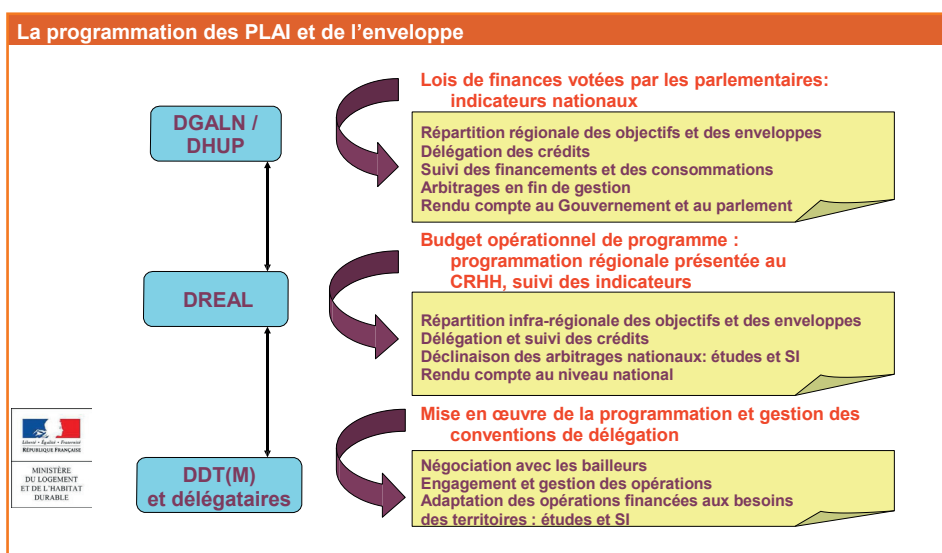 La programmation des PLAI et de l'enveloppe
Lois de finances votées par les parlementaires:
indicateurs nationaux
DGALN /
DHUP
Répartition régionale des objectifs et des enveloppes
Délégation des crédits
Suivi des financements et des consommations
Arbitrages en fin de gestion
Rendu compte au Gouvernement et au parlement
Budget opérationnel de programme :
programmation régionale présentée au
CRHH, suivi des indicateurs
DREAL
Répartition infra-régionale des objectifs et des enveloppes
Délégation et suivi des crédits
Déclinaison des arbitrages nationaux: études et SI
Rendu compte au niveau national
Mise en œuvre de la programmation et gestion des
conventions de délégation
DDT(M)
et délégataires
Négociation avec les bailleurs
Engagement et gestion des opérations
Adaptation des opérations financées aux besoins
des territoires : études et SI
Liberté • Égalité • Fraternité
RÉPUBLIQUE FRANÇAISE
MINISTÈRE
DU LOGEMENT
ET DE L'HABITAT
DURABLE